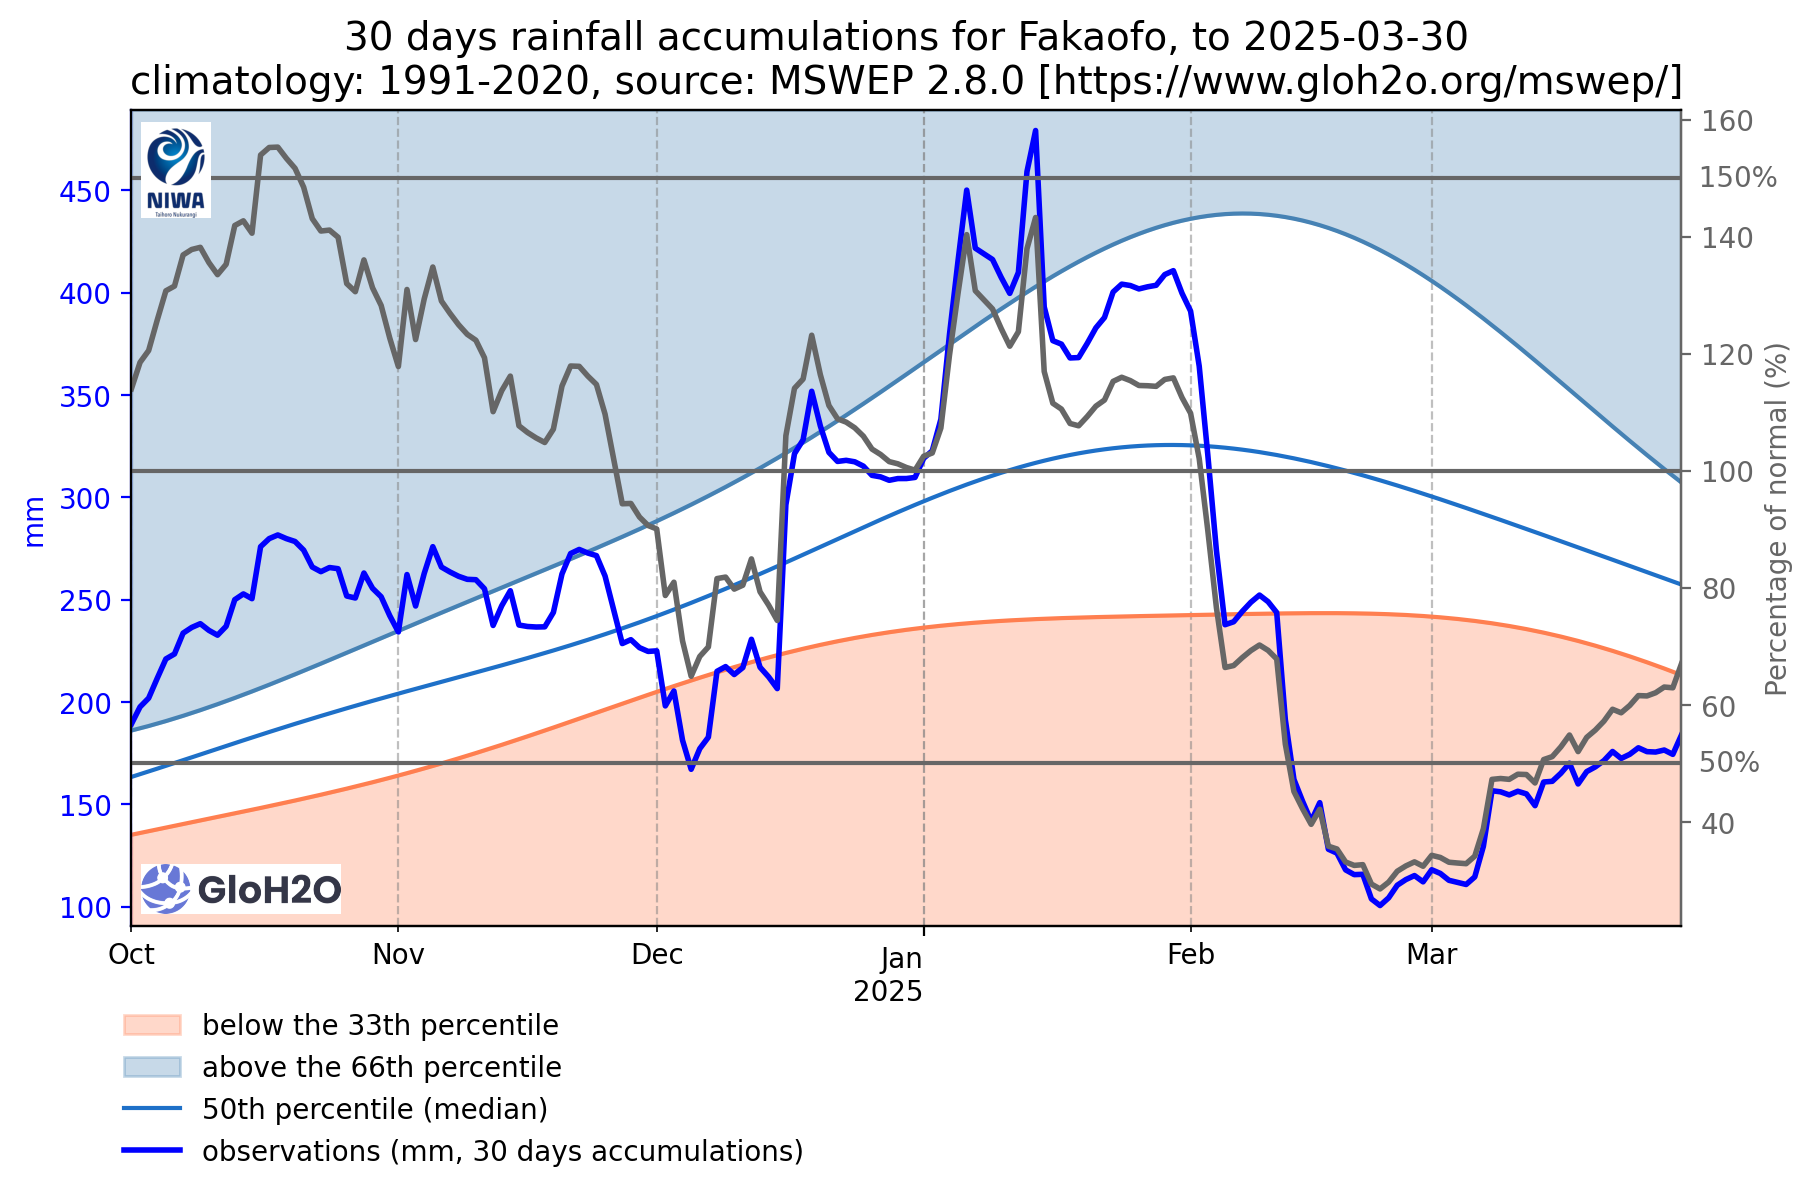 30 days rainfall accumulations for Fakaofo, to 2025-03-30
climatology: 1991-2020, source: MSWEP 2.8.0 [https://www.gloh2o.org/mswep/]
NIWA
Taihoro Nukurangi
450
400
350
300
250
200
150
100
mm
160
150%
140
120
100
80
60
50%
40
Percentage of normal (%)
GloH2O
Oct
Nov
Dec
Jan
2025
Feb
Mar
below the 33th percentile
above the 66th percentile
50th percentile (median)
observations (mm, 30 days accumulations)